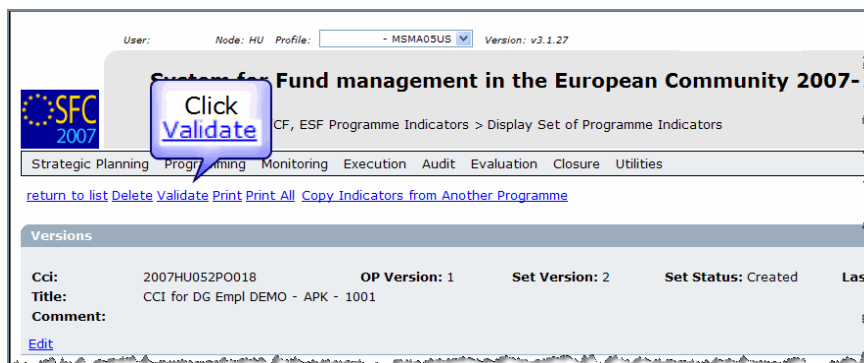 User: Node: HU Profile: - MSMA05US Version: v3.1.27
System for Fund management in the European Community 2007-
SFC
2007
Click
Validate
CF, ESF Programme Indicators > Display Set of Programme Indicators
Strategic Planning Programming Monitoring Execution Audit Evaluation Closure Utilities
return to list Delete Validate Print Print All Copy Indicators from Another Programme
Versions
Cci: 2007HU052PO018 OP Version: 1 Set Version: 2 Set Status: Created Las
Title: CCI for DG Empl DEMO - APK - 1001
Comment:
Edit